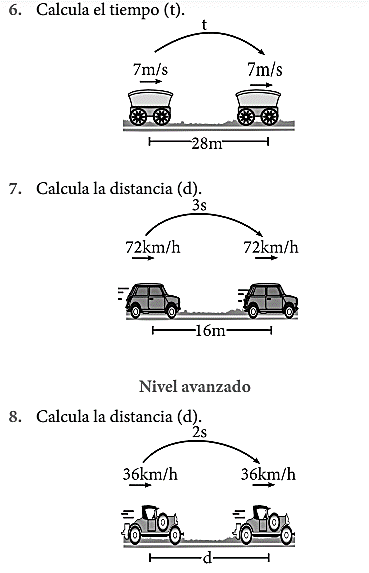 6. Calcula el tiempo (t).
t
7m/s 7m/s
28m
7. Calcula la distancia (d).
3s
72km/h 72km/h
16m
Nivel avanzado
8. Calcula la distancia (d).
2s
36km/h 36km/h
d